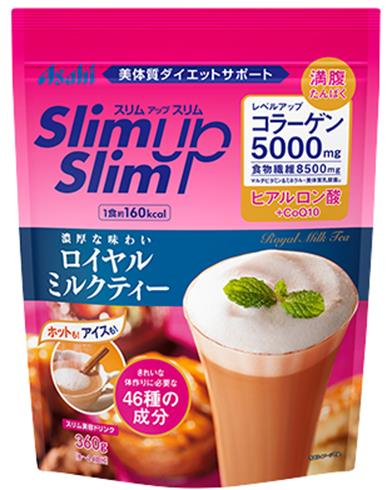 Asahi
美体質ダイエットサポート
満腹
たんぱく
スリム アップ スリム
Slim up
Slim
レベルアップ
コラーゲン
5000mg
食物繊維8500mg
ヒアルロン酸
+CoQ10
1食約160kcal
濃厚な味わい
Royal Milk Tea
ロイヤル
ミルクティー
ホットも!アイスも!
きれいな
体作りに必要な
46種の
成分
スリム美容ドリンク
360g